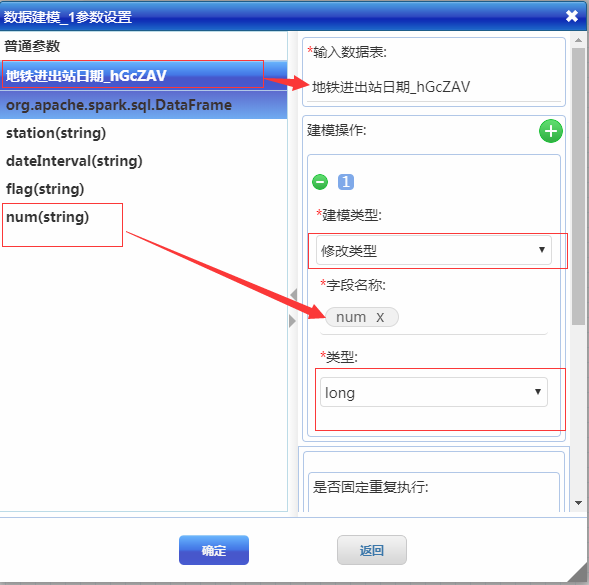 数据建模_1参数设置
普通参数
地铁进出站日期_hGcZAV
org.apache.spark.sql.DataFrame
station(string)
dateInterval(string)
flag(string)
num(string)
*输入数据表:
地铁进出站日期_hGcZAV
建模操作:
1
*建模类型:
修改类型
*字段名称:
num x
*类型:
long
是否固定重复执行:
确定
返回